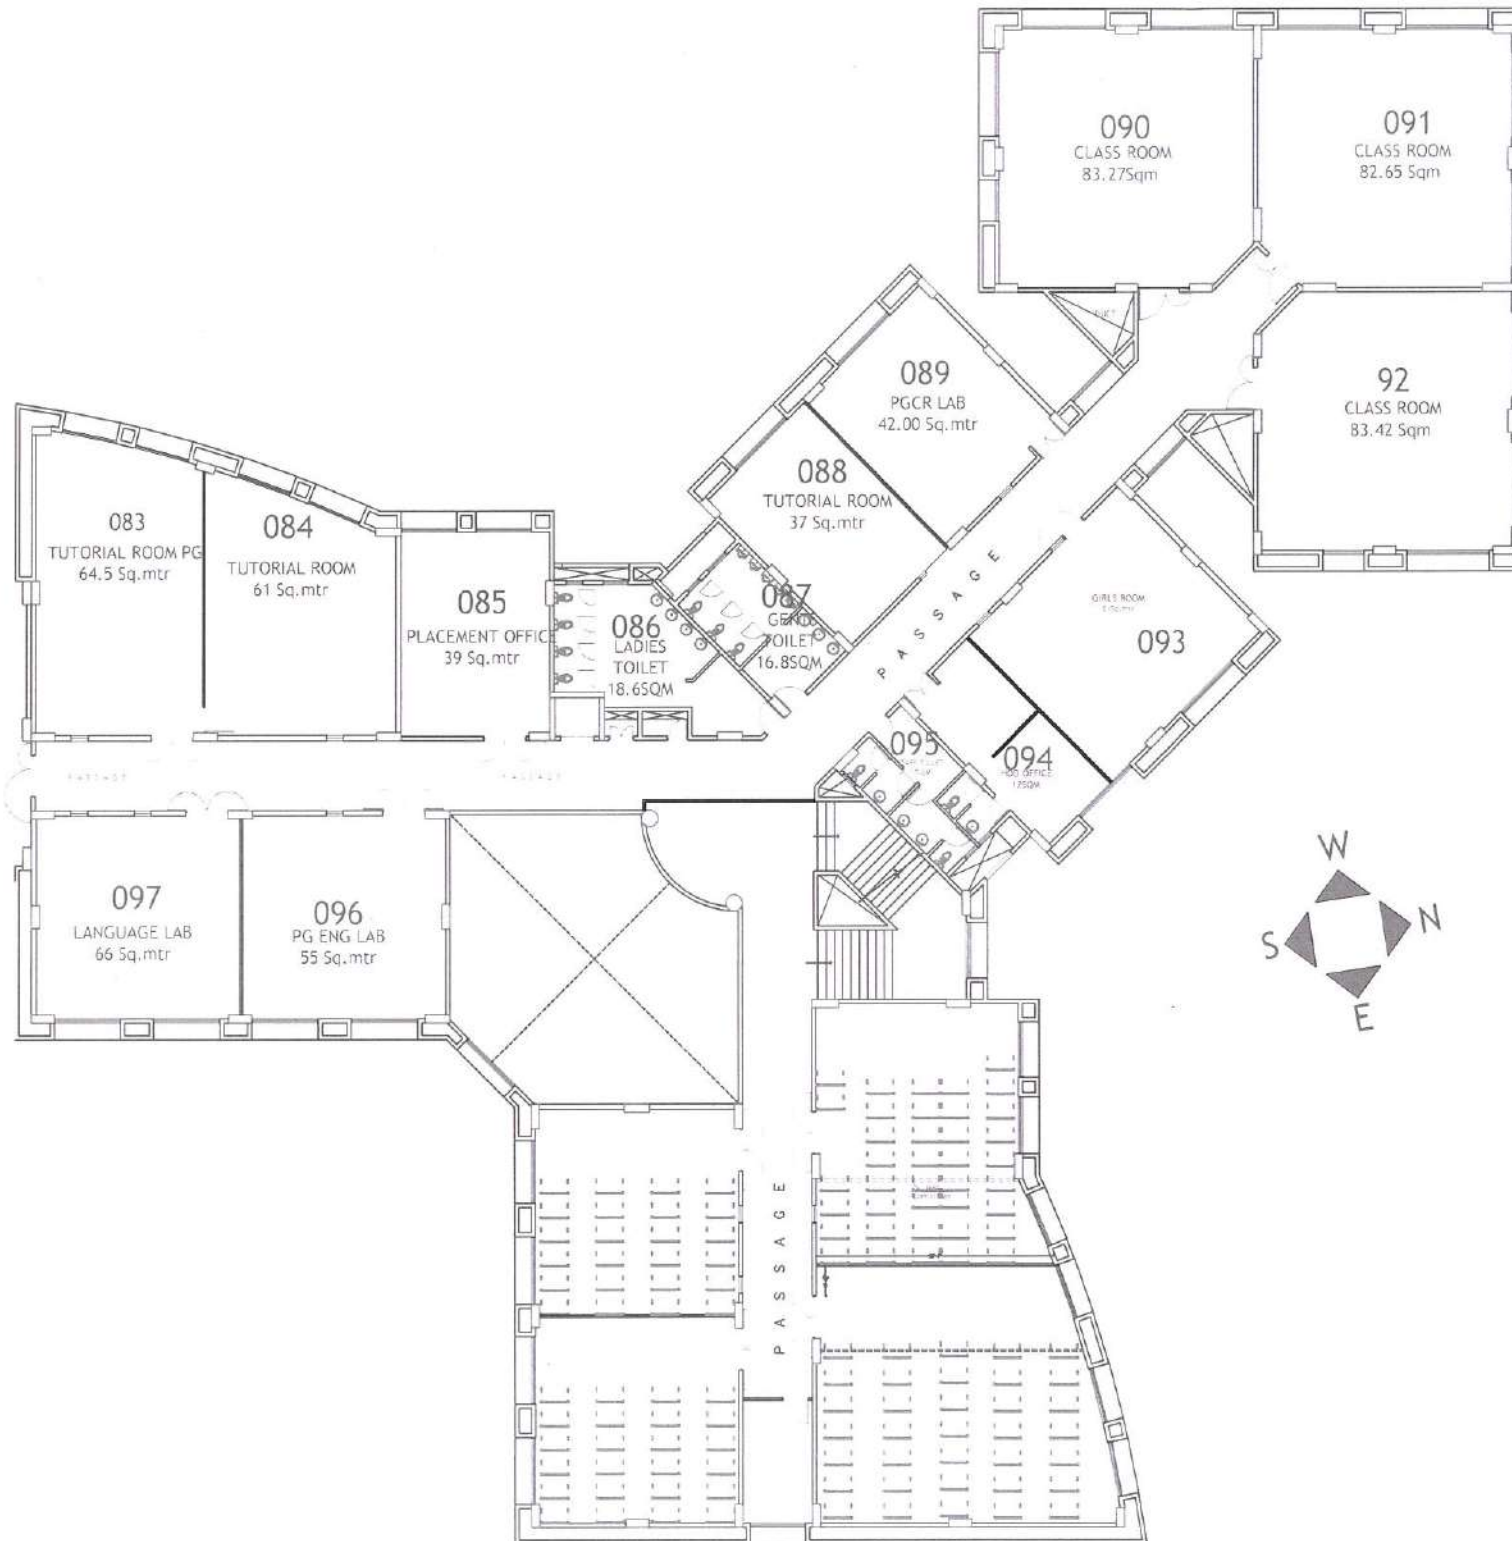 090
CLASS ROOM
83.27Sqm
091
CLASS ROOM
82.65 Sqm
92
CLASS ROOM
83.42 Sqm
089
PGCR LAB
42.00 Sq.mtr
088
TUTORIAL ROOM
37 Sq.mtr
083
TUTORIAL ROOM PG
64.5 Sq.mtr
084
TUTORIAL ROOM
61 Sq.mtr
085
PLACEMENT OFFICE
39 Sq.mtr
086
LADIES
TOILET
18.6SQM
087
GENT
TOILET
16.8SQM
PASSAGE
GIRLS ROOM
093
095
094
HOD OFFICE
12SQM
PASSAGE
PASSAGE
097
LANGUAGE LAB
66 Sq.mtr
096
PG ENG LAB
55 Sq.mtr
W
N
S
E
PASSAGE